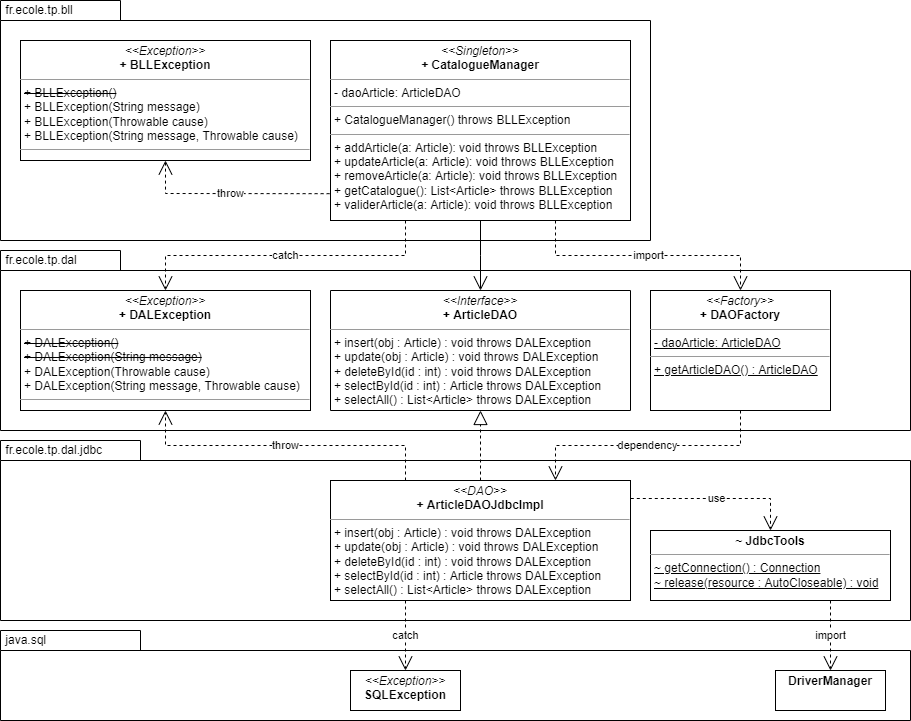 fr.ecole.tp.bll
<<Exception>>
+ BLLException
+ BLLException()
+ BLLException(String message)
+ BLLException(Throwable cause)
+ BLLException(String message, Throwable cause)
<<Singleton>>
+ CatalogueManager
- daoArticle: ArticleDAO
+ CatalogueManager() throws BLLException
+ addArticle(a: Article): void throws BLLException
+ updateArticle(a: Article): void throws BLLException
+ removeArticle(a: Article): void throws BLLException
+ getCatalogue(): List<Article> throws BLLException
+ validerArticle(a: Article): void throws BLLException
throw
catch
import
fr.ecole.tp.dal
<<Exception>>
+ DALException
+ DALException()
+ DALException(String message)
+ DALException(Throwable cause)
+ DALException(String message, Throwable cause)
<<Interface>>
+ ArticleDAO
+ insert(obj : Article) : void throws DALException
+ update(obj : Article) : void throws DALException
+ deleteById(id : int) : void throws DALException
+ selectById(id : int) : Article throws DALException
+ selectAll() : List<Article> throws DALException
<<Factory>>
+ DAOFactory
- daoArticle: ArticleDAO
+ getArticleDAO() : ArticleDAO
throw
dependency
fr.ecole.tp.dal.jdbc
<<DAO>>
+ ArticleDAOJdbcImpl
+ insert(obj : Article) : void throws DALException
+ update(obj : Article) : void throws DALException
+ deleteById(id : int) : void throws DALException
+ selectById(id : int) : Article throws DALException
+ selectAll() : List<Article> throws DALException
use
~ JdbcTools
~ getConnection() : Connection
~ release(resource : AutoCloseable) : void
catch
import
java.sql
<<Exception>>
SQLException
DriverManager